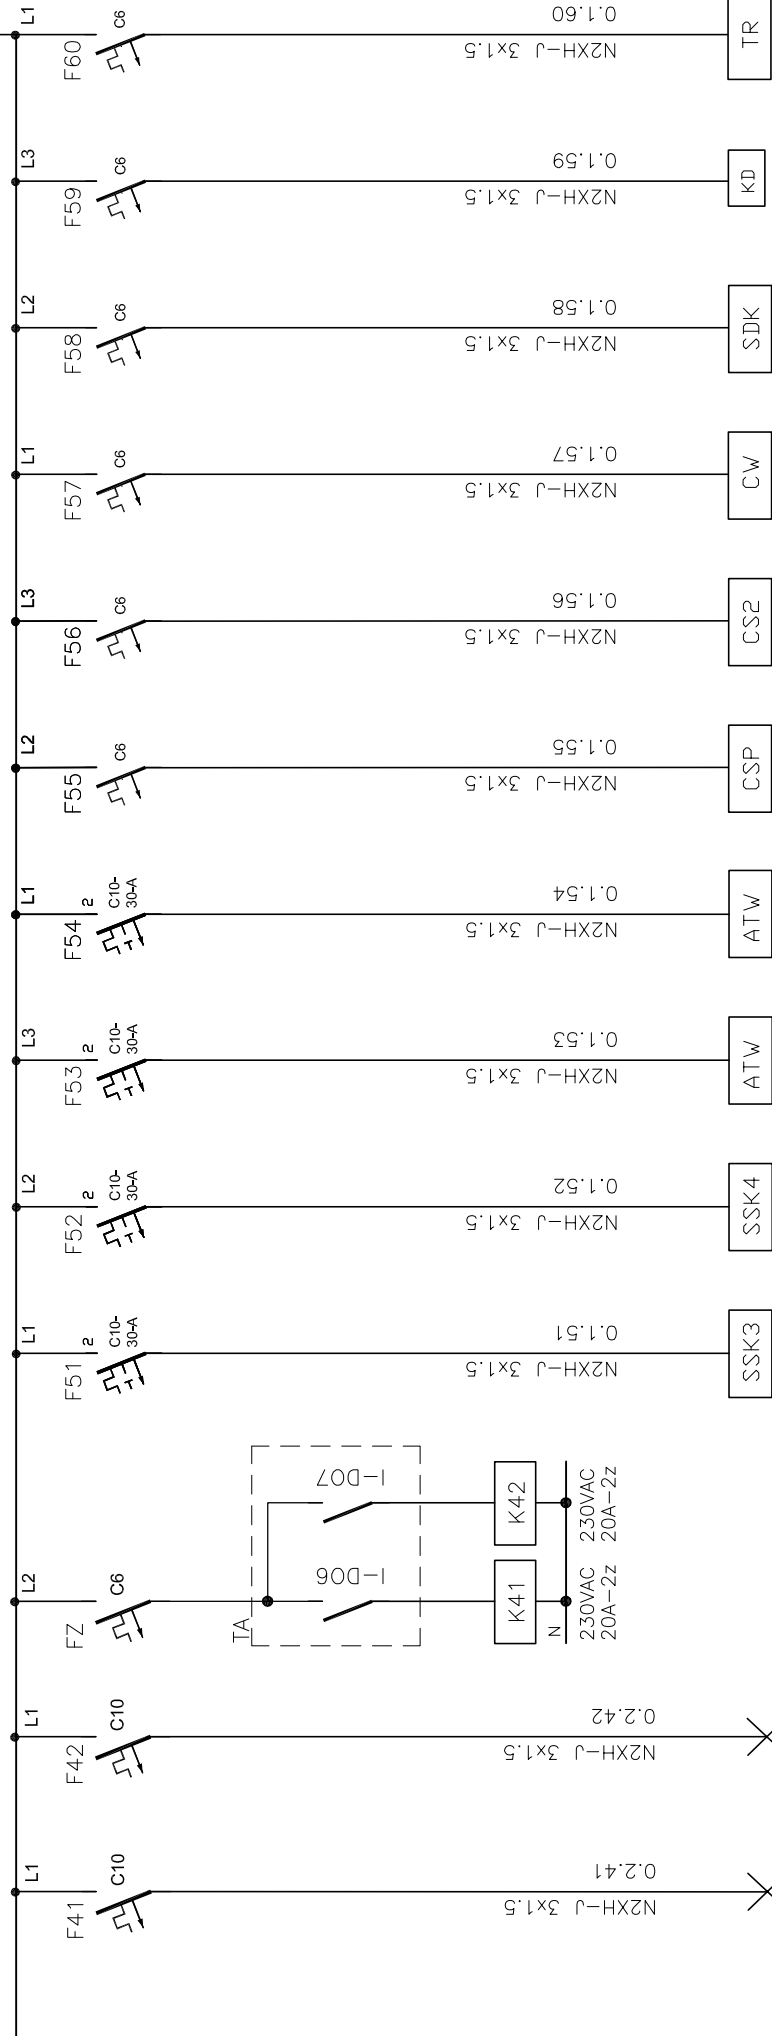 L1
F60
C6
0.1.60
N2XH-J 3x1.5
TR
L3
F59
C6
0.1.59
N2XH-J 3x1.5
KD
L2
F58
C6
0.1.58
N2XH-J 3x1.5
SDK
L1
F57
C6
0.1.57
N2XH-J 3x1.5
CW
L3
F56
C6
0.1.56
N2XH-J 3x1.5
CS2
L2
F55
C6
0.1.55
N2XH-J 3x1.5
CSP
L1
F54
2
C10-
30-A
0.1.54
N2XH-J 3x1.5
ATW
L3
F53
2
C10-
30-A
0.1.53
N2XH-J 3x1.5
ATW
L2
F52
2
C10-
30-A
0.1.52
N2XH-J 3x1.5
SSK4
L1
F51
2
C10-
30-A
0.1.51
N2XH-J 3x1.5
SSK3
L2
FZ
C6
TA
I-DO7
K42
230VAC
20A-2z
I-DO6
K41
N
230VAC
20A-2z
L1
F42
C10
0.2.42
N2XH-J 3x1.5
L1
F41
C10
0.2.41
N2XH-J 3x1.5